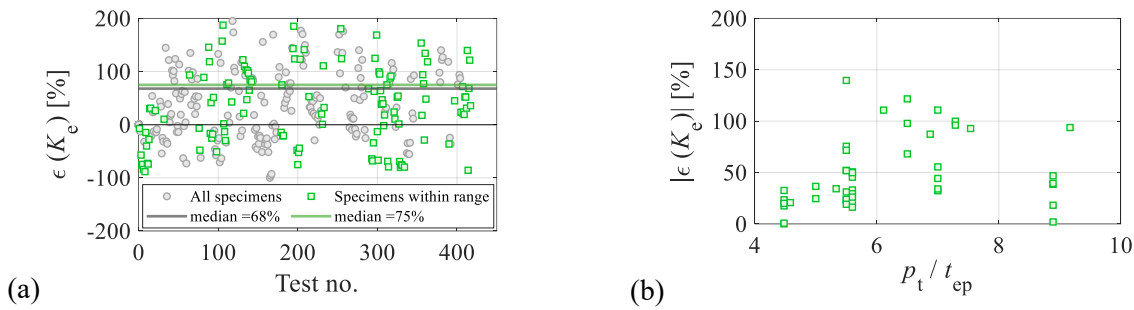 200
100
0
-100
-200
ϵ (Ke) [%]
All specimens
Specimens within range
median =68%
median =75%
0 100 200 300 400
Test no.
(a)
200
150
100
50
0
|ϵ (Ke)| [%]
4 6 8 10
pt / tep
(b)